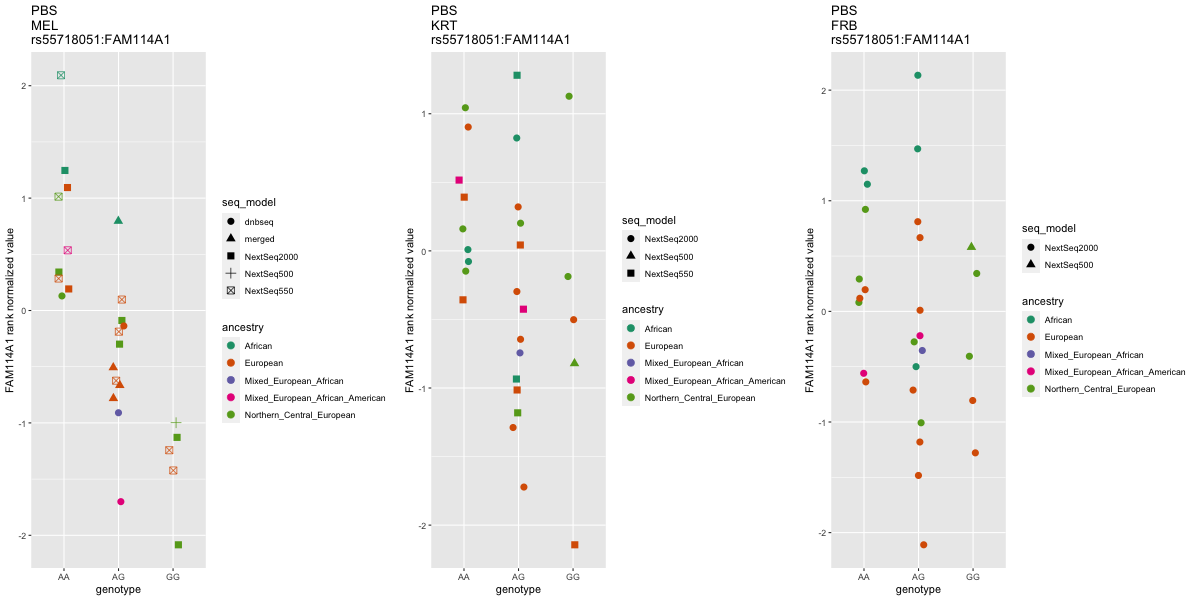 PBS
MEL
rs55718051:FAM114A1
FAM114A1 rank normalized value
2
1
0
-1
-2
AA
AG
GG
genotype
seq_model
dnbseq
merged
NextSeq2000
NextSeq500
NextSeq550
ancestry
African
European
Mixed_European_African
Mixed_European_African_American
Northern_Central_European
PBS
KRT
rs55718051:FAM114A1
FAM114A1 rank normalized value
1
0
-1
-2
AA
AG
GG
genotype
seq_model
NextSeq2000
NextSeq500
NextSeq550
ancestry
African
European
Mixed_European_African
Mixed_European_African_American
Northern_Central_European
PBS
FRB
rs55718051:FAM114A1
FAM114A1 rank normalized value
2
1
0
-1
-2
AA
AG
GG
genotype
seq_model
NextSeq2000
NextSeq500
ancestry
African
European
Mixed_European_African
Mixed_European_African_American
Northern_Central_European